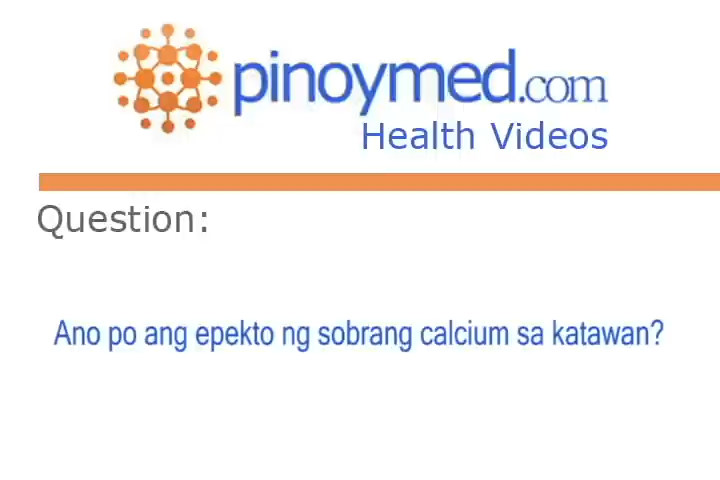 pinoymed.com
Health Videos
Question:
Ano po ang epekto ng sobrang calcium sa katawan?